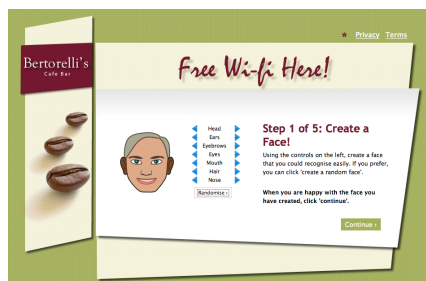 * Privacy Terms
Bertorelli's
Cafe Bar
Free Wi-fi Here!
Head
Ears
Eyebrows
Eyes
Mouth
Hair
Nose
Randomise ›
Step 1 of 5: Create a
Face!
Using the controls on the left, create a face
that you could recognise easily. If you prefer,
you can click 'create a random face'.
When you are happy with the face you
have created, click 'continue'.
Continue ›